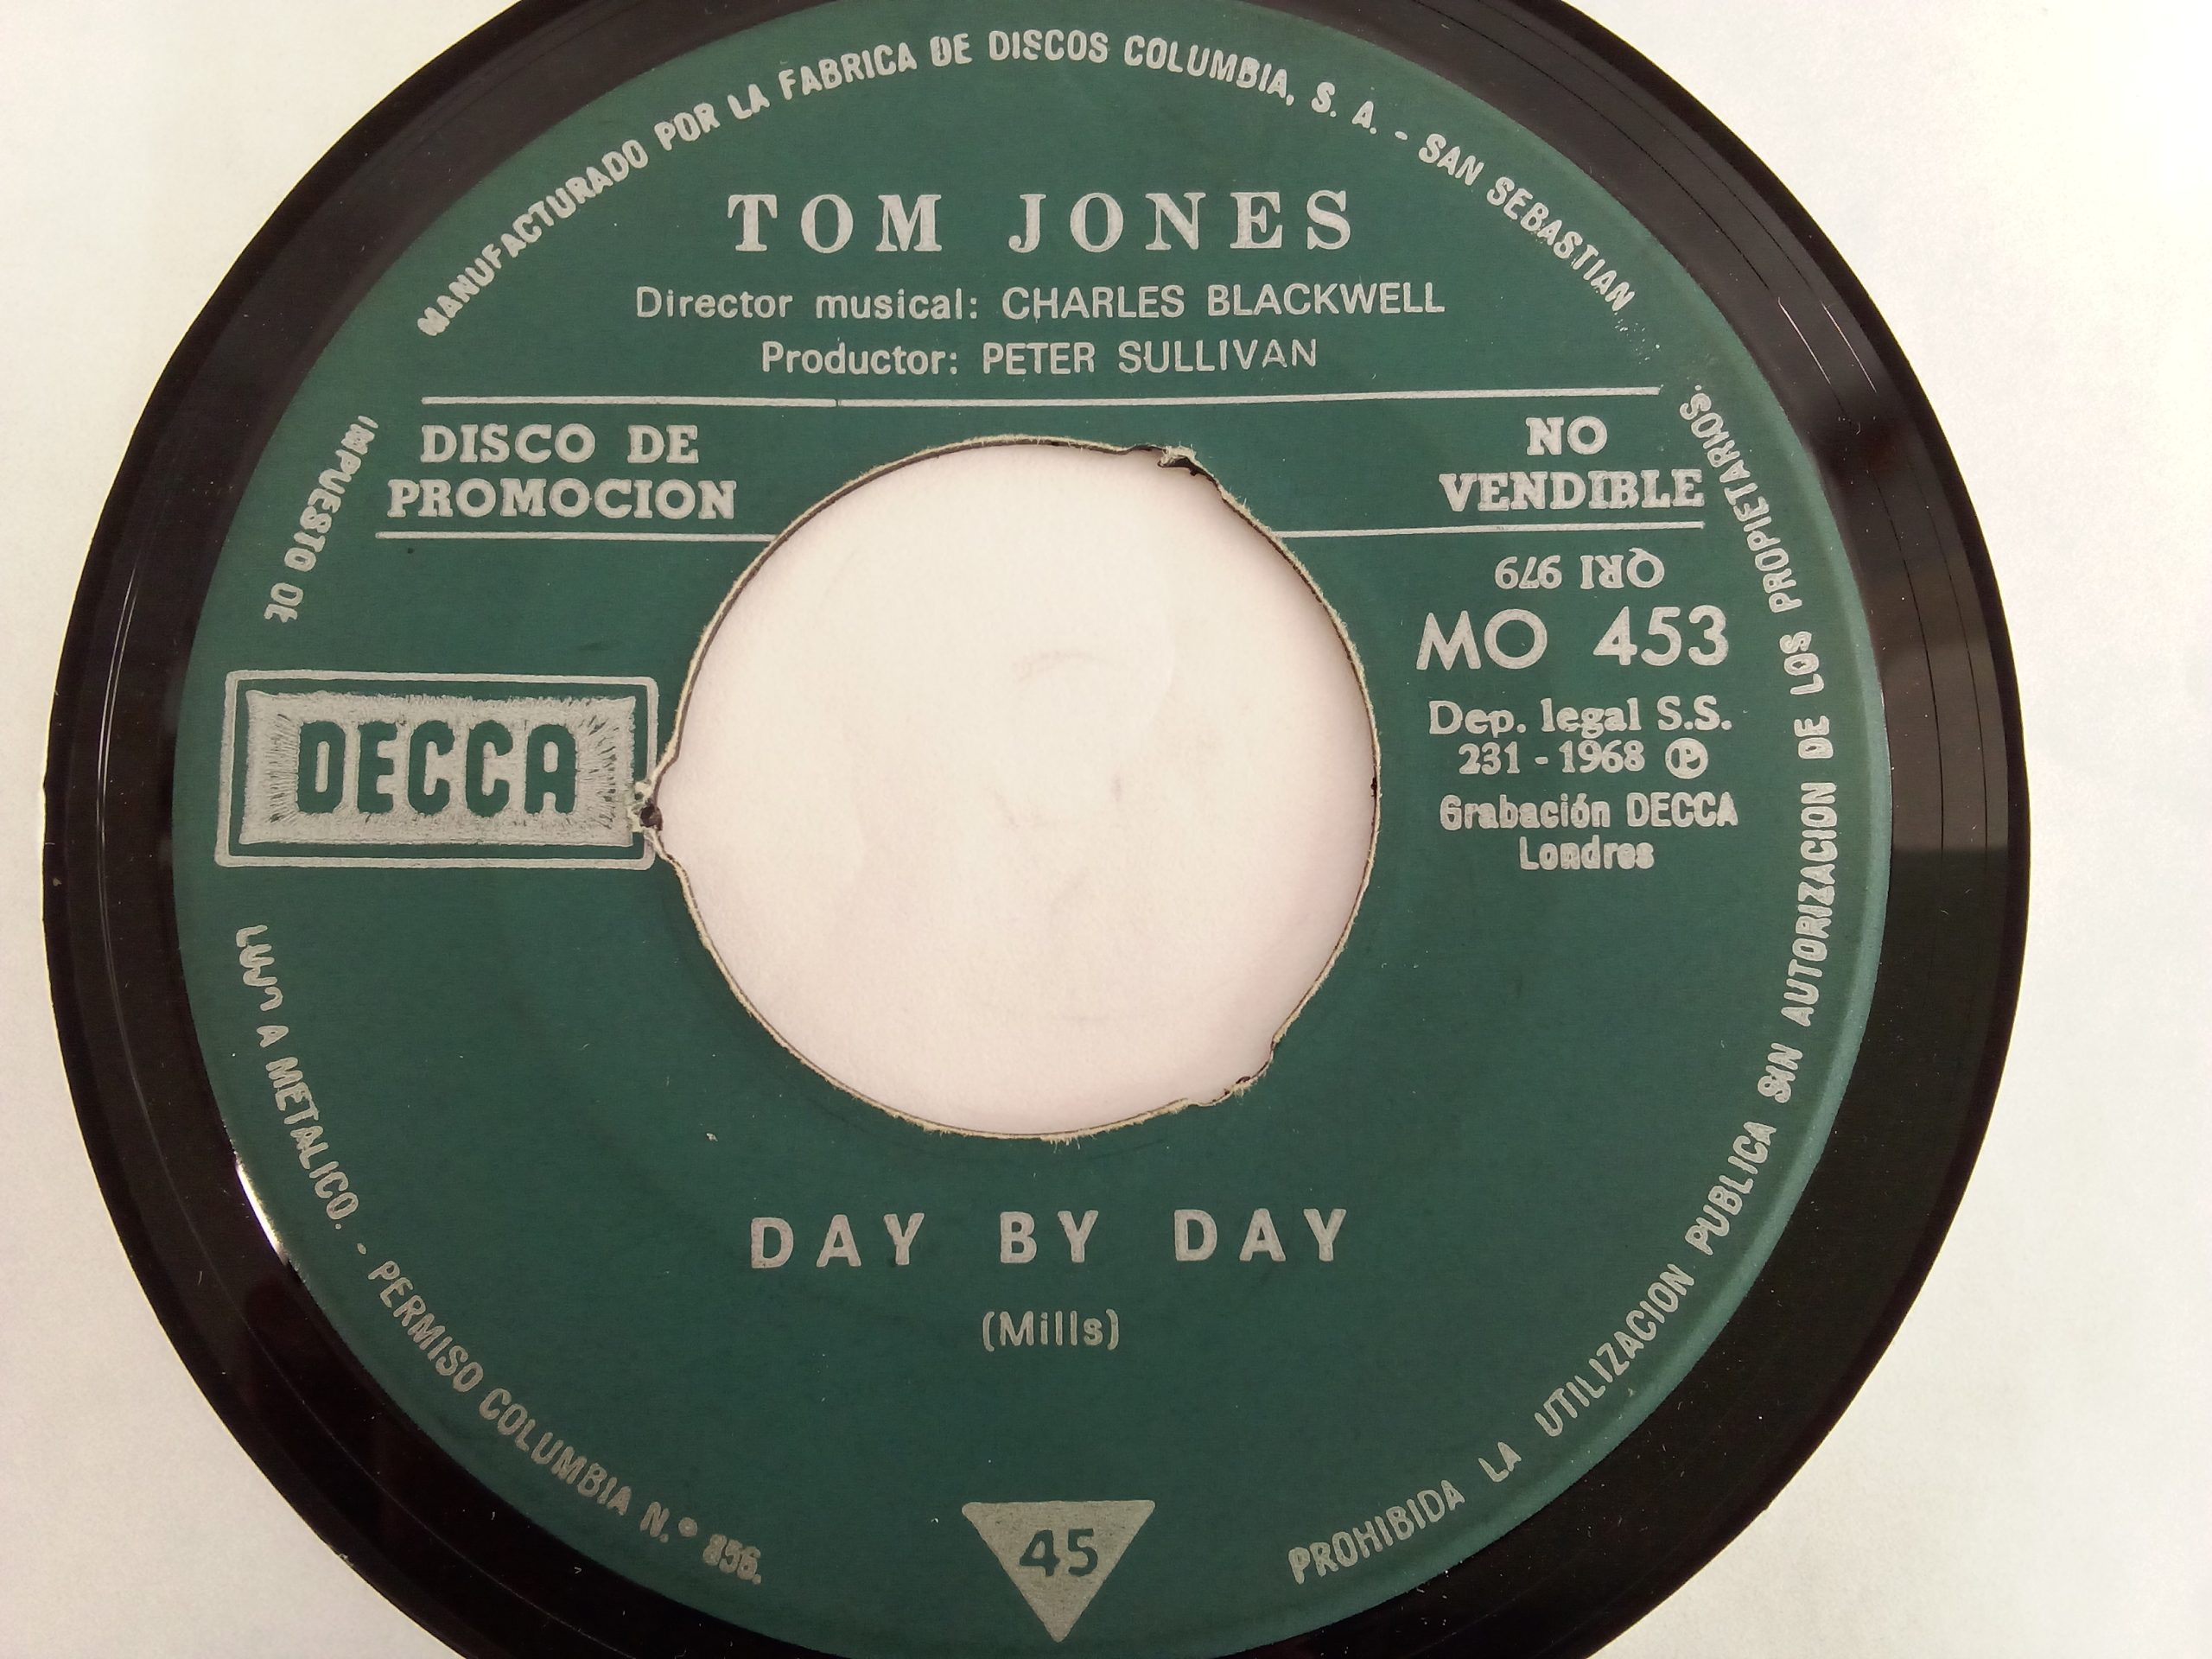 MANUFACTURADO POR LA FABRICA DE DISCOS COLUMBIA, S. A. - SAN SEBASTIAN
TOM JONES
Director musical: CHARLES BLACKWELL
Productor: PETER SULLIVAN
DISCO DE
PROMOCION
NO
VENDIBLE
QRI 979
MO 453
Dep. legal S.S.
231 - 1968 Ⓟ
Grabación DECCA
Londres
IMPUESTO DE
DECCA
A METALICO. - PERMISO COLUMBIA N.º 856.
DAY BY DAY
(Mills)
45
PROHIBIDA LA UTILIZACION PUBLICA SIN AUTORIZACION DE LOS PROPIETARIOS.